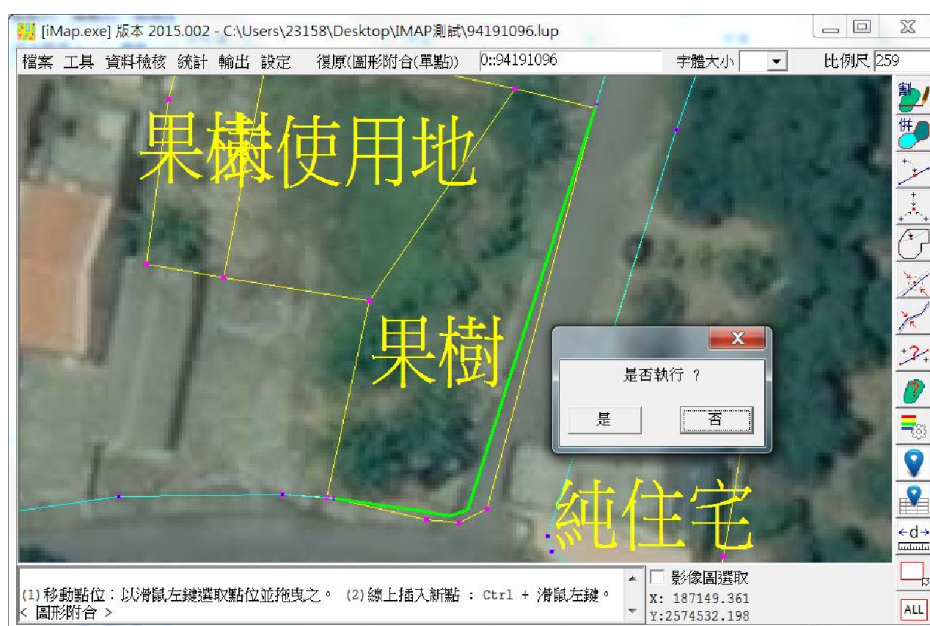 [iMap.exe] 版本 2015.002 - C:\Users\23158\Desktop\IMAP測試\94191096.lup
檔案 工具 資料檢核 統計 輸出 設定 復原(圖形附合(單點)) 0::94191096 字體大小 比例尺 259
割
併
果樹使用地
果樹
是否執行 ?
是 否
純住宅
d
影像圖選取
(1)移動點位：以滑鼠左鍵選取點位並拖曳之。 (2)線上插入新點 : Ctrl + 滑鼠左鍵。
< 圖形附合 >
X: 187149.361
Y:2574532.198
ALL